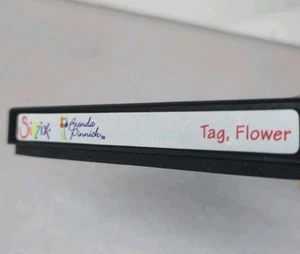 Sizzix
Brenda
Pinnick
Tag, Flower